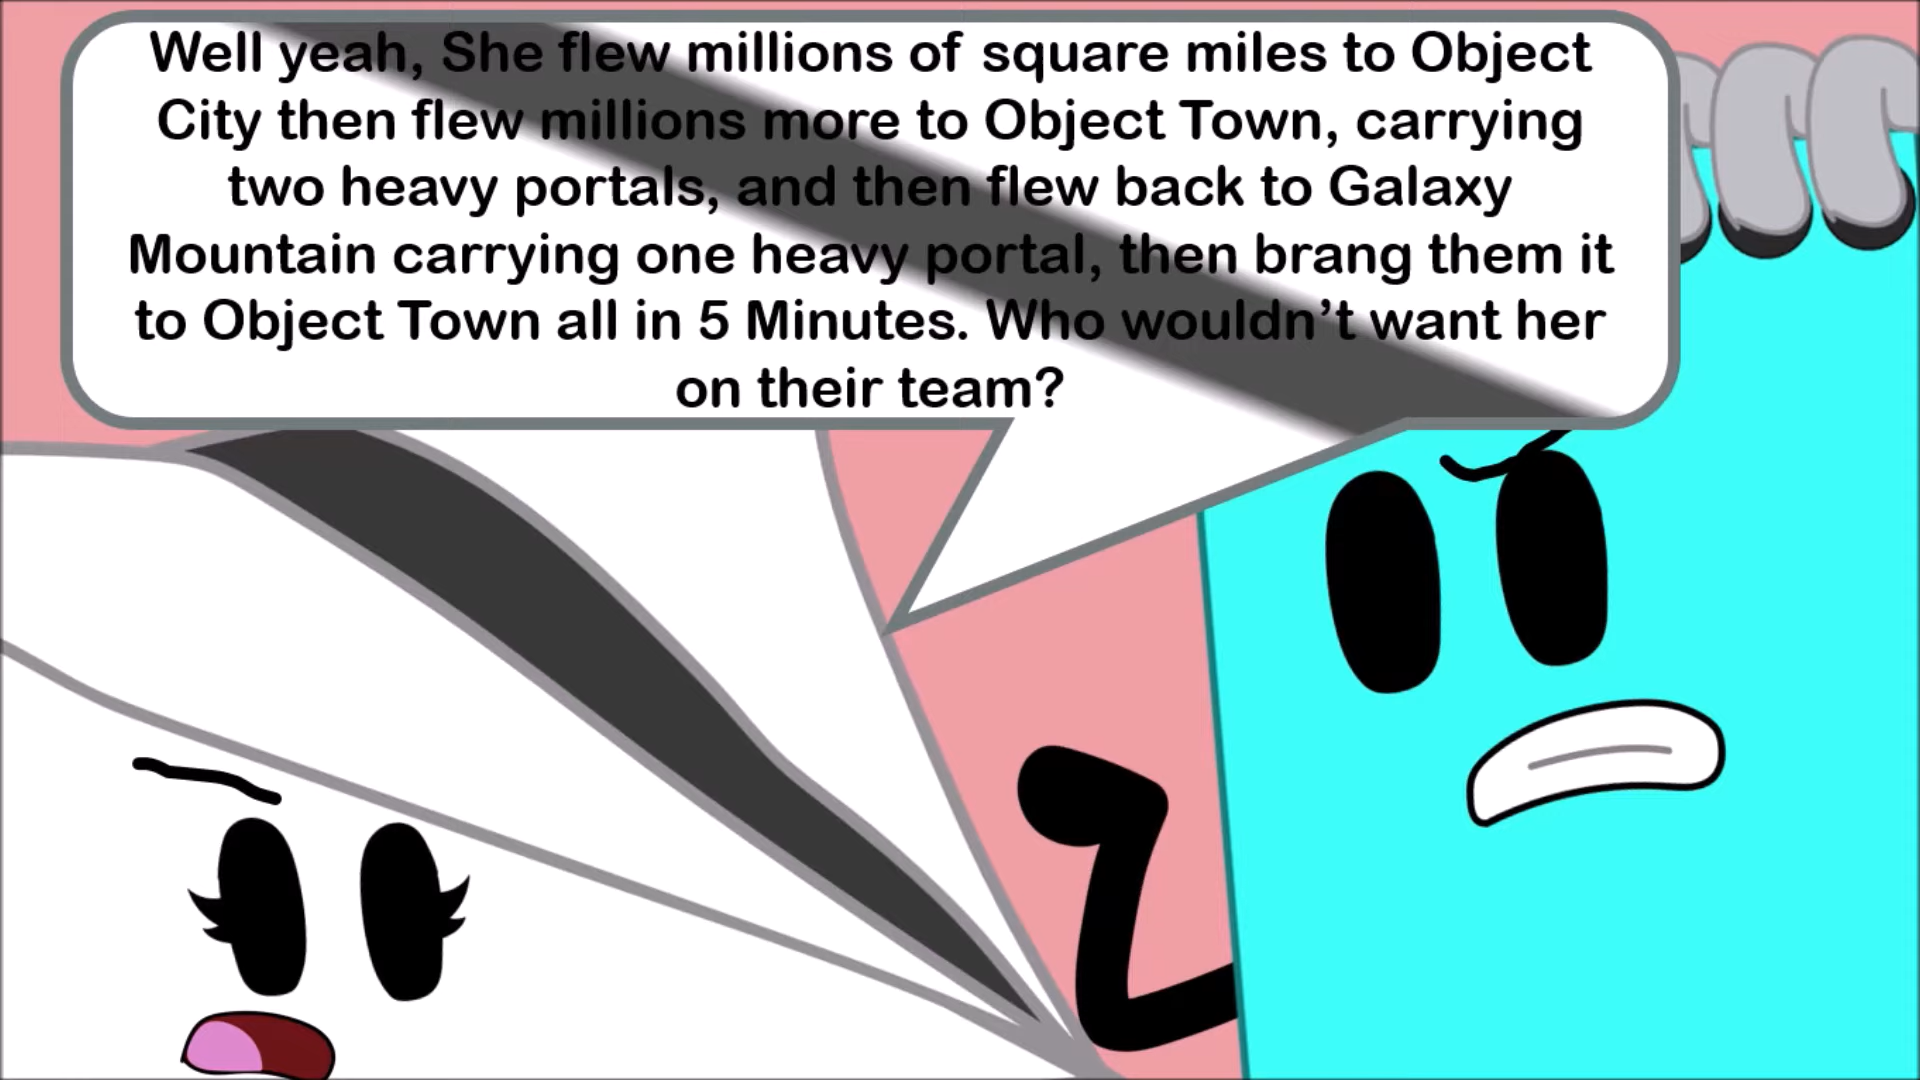 Well yeah, She flew millions of square miles to Object
City then flew millions more to Object Town, carrying
two heavy portals, and then flew back to Galaxy
Mountain carrying one heavy portal, then brang them it
to Object Town all in 5 Minutes. Who wouldn’t want her
on their team?